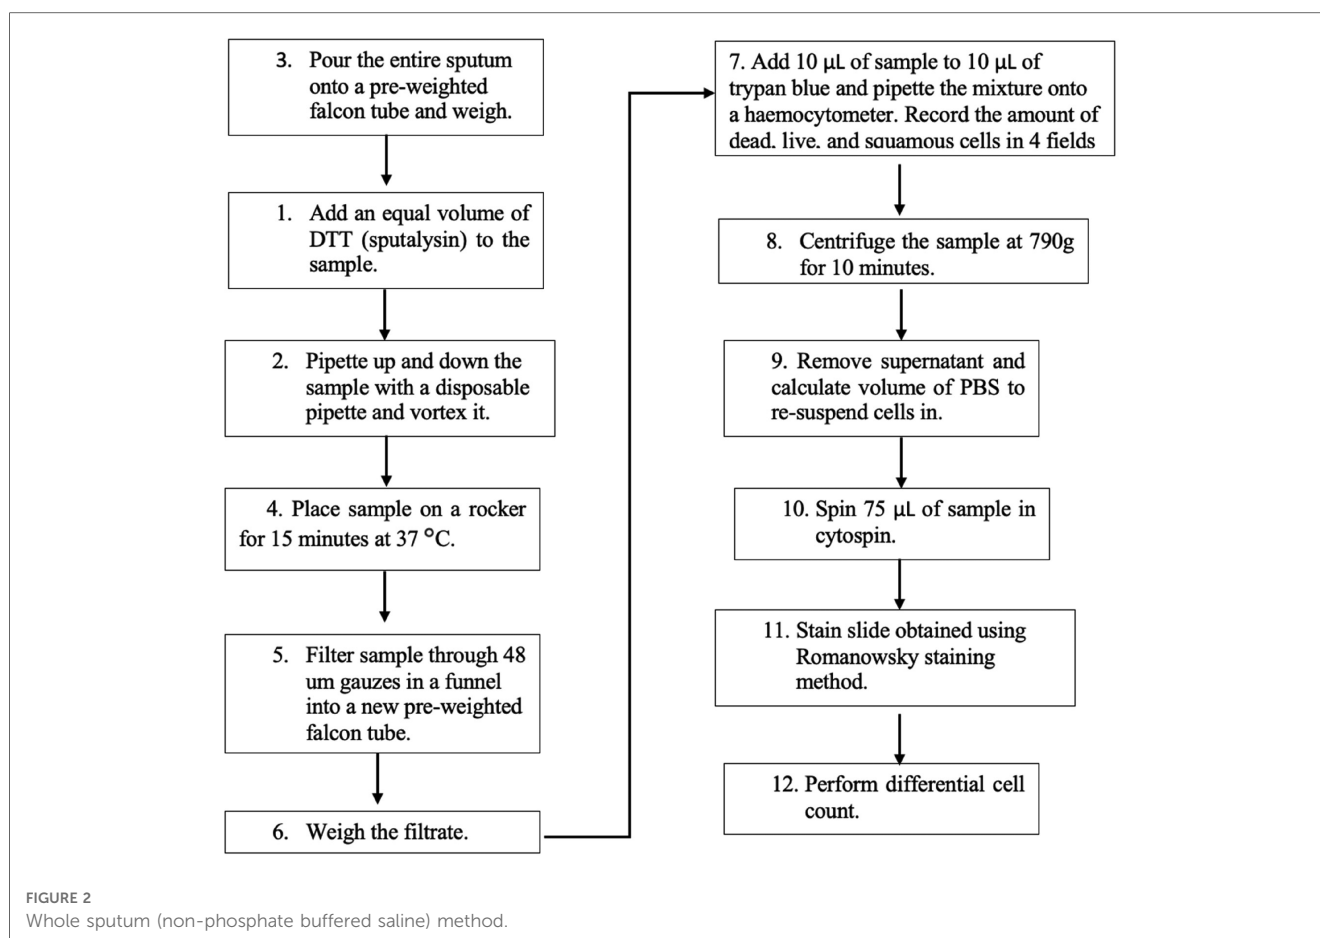 3. Pour the entire sputum
onto a pre-weighted
falcon tube and weigh.
1. Add an equal volume of
DTT (sputalysin) to the
sample.
2. Pipette up and down the
sample with a disposable
pipette and vortex it.
4. Place sample on a rocker
for 15 minutes at 37 °C.
5. Filter sample through 48
um gauzes in a funnel
into a new pre-weighted
falcon tube.
6. Weigh the filtrate.
7. Add 10 μL of sample to 10 μL of
trypan blue and pipette the mixture onto
a haemocytometer. Record the amount of
dead, live, and squamous cells in 4 fields
8. Centrifuge the sample at 790g
for 10 minutes.
9. Remove supernatant and
calculate volume of PBS to
re-suspend cells in.
10. Spin 75 μL of sample in
cytospin.
11. Stain slide obtained using
Romanowsky staining
method.
12. Perform differential cell
count.
FIGURE 2
Whole sputum (non-phosphate buffered saline) method.